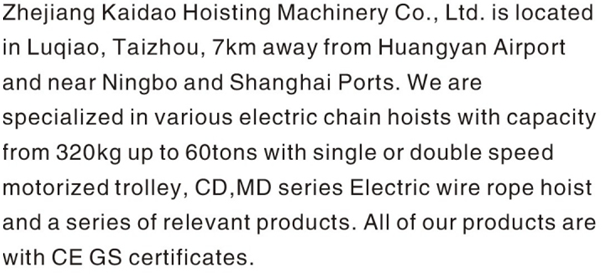 Zhejiang Kaidao Hoisting Machinery Co., Ltd. is located
in Luqiao, Taizhou, 7km away from Huangyan Airport
and near Ningbo and Shanghai Ports. We are
specialized in various electric chain hoists with capacity
from 320kg up to 60tons with single or double speed
motorized trolley, CD,MD series Electric wire rope hoist
and a series of relevant products. All of our products are
with CE GS certificates.